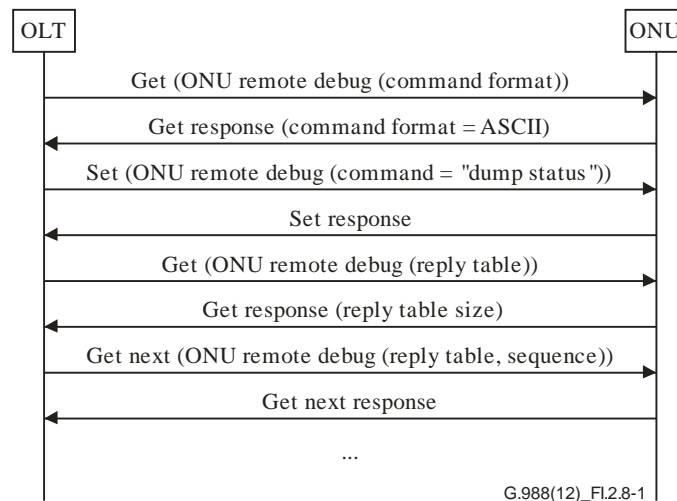 OLT
ONU
Get (ONU remote debug (command format))
Get response (command format = ASCII)
Set (ONU remote debug (command = "dump status"))
Set response
Get (ONU remote debug (reply table))
Get response (reply table size)
Get next (ONU remote debug (reply table, sequence))
Get next response
...
G.988(12)_FI.2.8-1